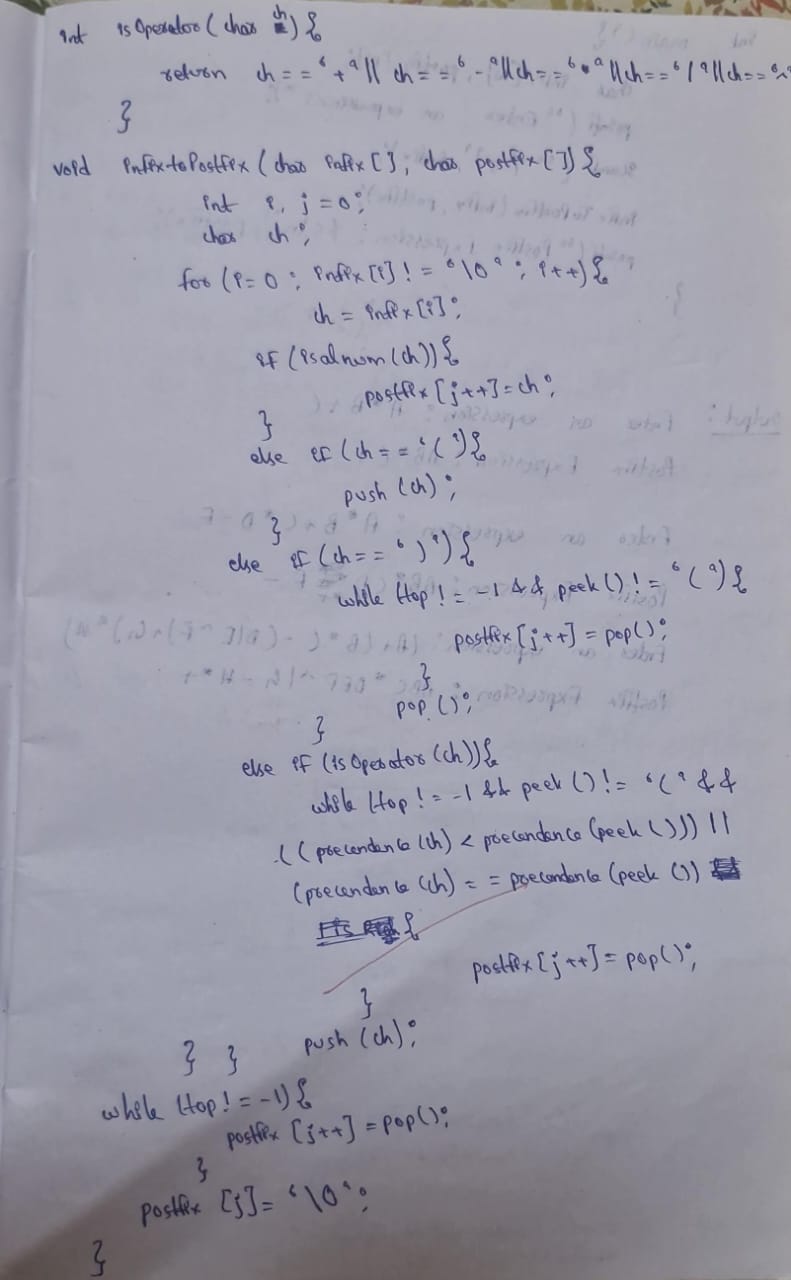 int isOperator(char ch){
return ch=='+'||ch=='-'||ch=='*'||ch=='/'||ch=='^'
}
void infix-toPostfix(char infix[], char postfix[]){
int i, j=0;
char ch;
for(i=0; infix[i]!='\0'; i++){
ch=infix[i];
if(isalnum(ch)){
postfix[j++]=ch;
}
else if(ch=='('){
push(ch);
}
else if(ch==')'){
while(top!=-1 && peek()!='('){
postfix[j++]=pop();
}
pop();
}
else if(isOperator(ch)){
while(top!=-1 && peek()!='(' &&
((precendence(ch)<precendence(peek()))||
(precendence(ch)==precendence(peek())
{
postfix[j++]=pop();
}
push(ch);
} }
while(top!=-1){
postfix[j++]=pop();
}
postfix[j]='\0';
}